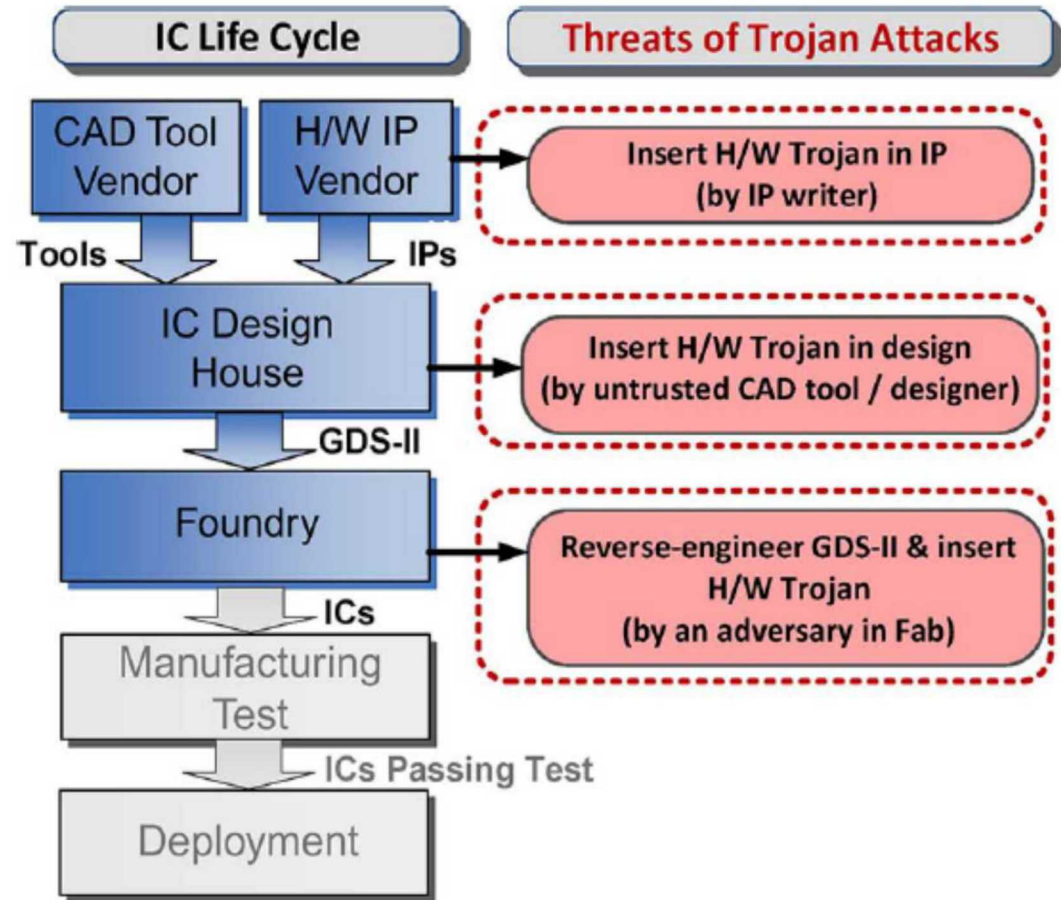 IC Life Cycle
Threats of Trojan Attacks
CAD Tool
Vendor
H/W IP
Vendor
Insert H/W Trojan in IP
(by IP writer)
Tools
IPs
IC Design
House
Insert H/W Trojan in design
(by untrusted CAD tool / designer)
GDS-II
Foundry
Reverse-engineer GDS-II & insert
H/W Trojan
(by an adversary in Fab)
ICs
Manufacturing
Test
ICs Passing Test
Deployment